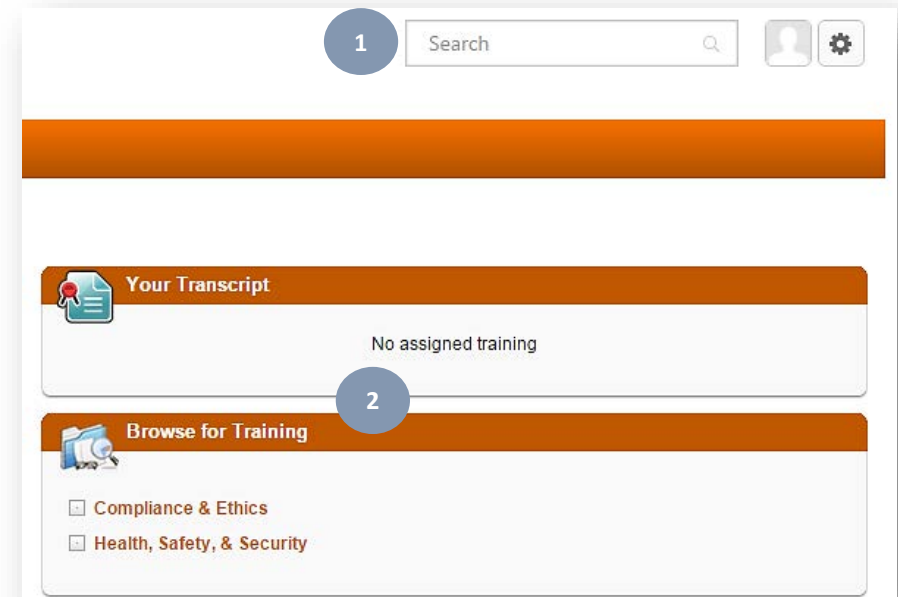 1 Search
Your Transcript
No assigned training
2
Browse for Training
Compliance & Ethics
Health, Safety, & Security